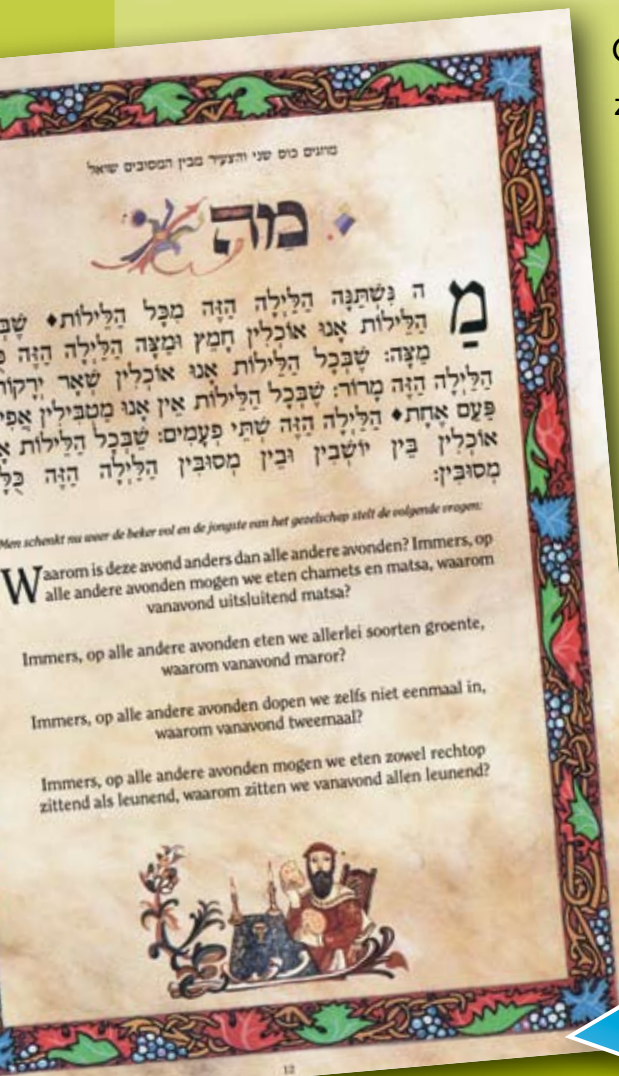 מוזגים כוס שני והצעיר מבין המסובים שואל
מה
מַה נִּשְׁתַּנָּה הַלַּיְלָה הַזֶּה מִכָּל הַלֵּילוֹת♦
הַלֵּילוֹת אָנוּ אוֹכְלִין חָמֵץ וּמַצָּה הַלַּיְלָה הַזֶּה
מַצָּה: שֶׁבְּכָל הַלֵּילוֹת אָנוּ אוֹכְלִין שְׁאָר יְרָקוֹת
הַלַּיְלָה הַזֶּה מָרוֹר: שֶׁבְּכָל הַלֵּילוֹת אֵין אָנוּ מַטְבִּילִין
פַּעַם אֶחָת♦ הַלַּיְלָה הַזֶּה שְׁתֵּי פְעָמִים: שֶׁבְּכָל הַלֵּילוֹת
אוֹכְלִין בֵּין יוֹשְׁבִין וּבֵין מְסוּבִּין הַלַּיְלָה הַזֶּה
מְסוּבִּין:
Men schenkt nu weer de beker vol en de jongste van het gezelschap stelt de volgende vragen:
Waarom is deze avond anders dan alle andere avonden? Immers, op
alle andere avonden mogen we eten chamets en matsa, waarom
vanavond uitsluitend matsa?
Immers, op alle andere avonden eten we allerlei soorten groente,
waarom vanavond maror?
Immers, op alle andere avonden dopen we zelfs niet eenmaal in,
waarom vanavond tweemaal?
Immers, op alle andere avonden mogen we eten zowel rechtop
zittend als leunend, waarom zitten we vanavond allen leunend?
12